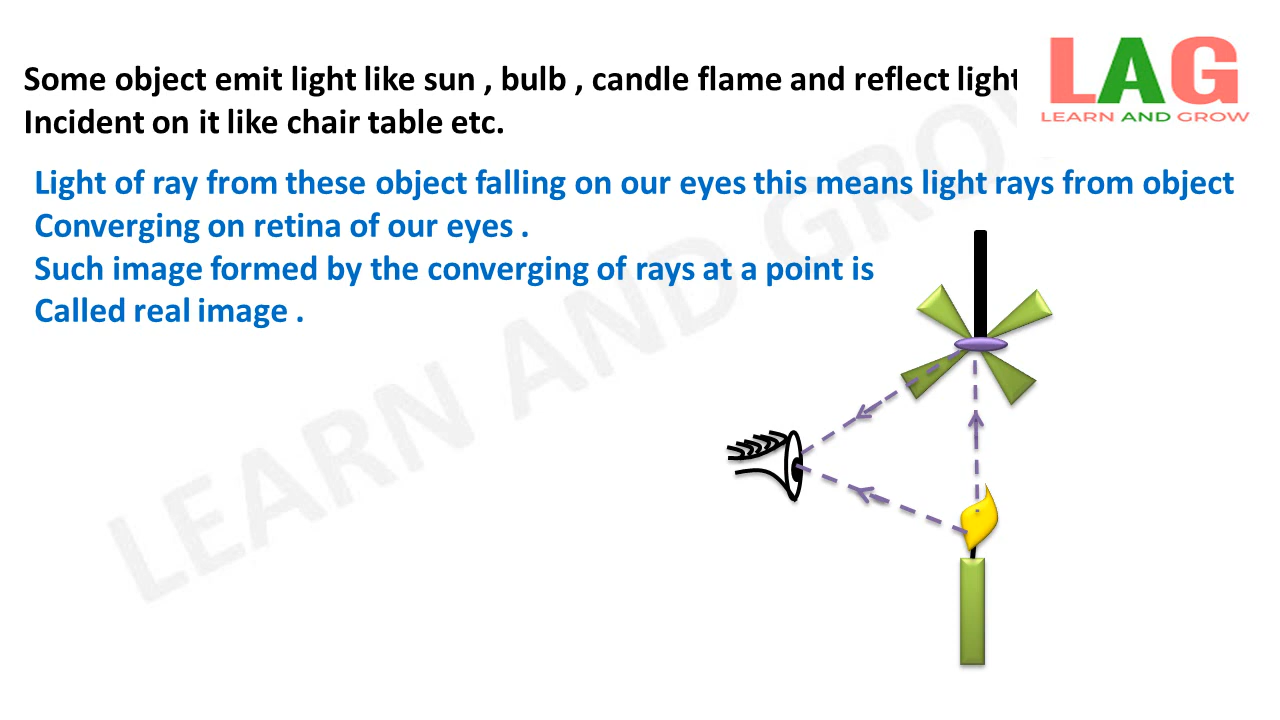 Some object emit light like sun , bulb , candle flame and reflect light
Incident on it like chair table etc.
LAG
LEARN AND GROW
Light of ray from these object falling on our eyes this means light rays from object
Converging on retina of our eyes .
Such image formed by the converging of rays at a point is
Called real image .
LEARN AND GROW